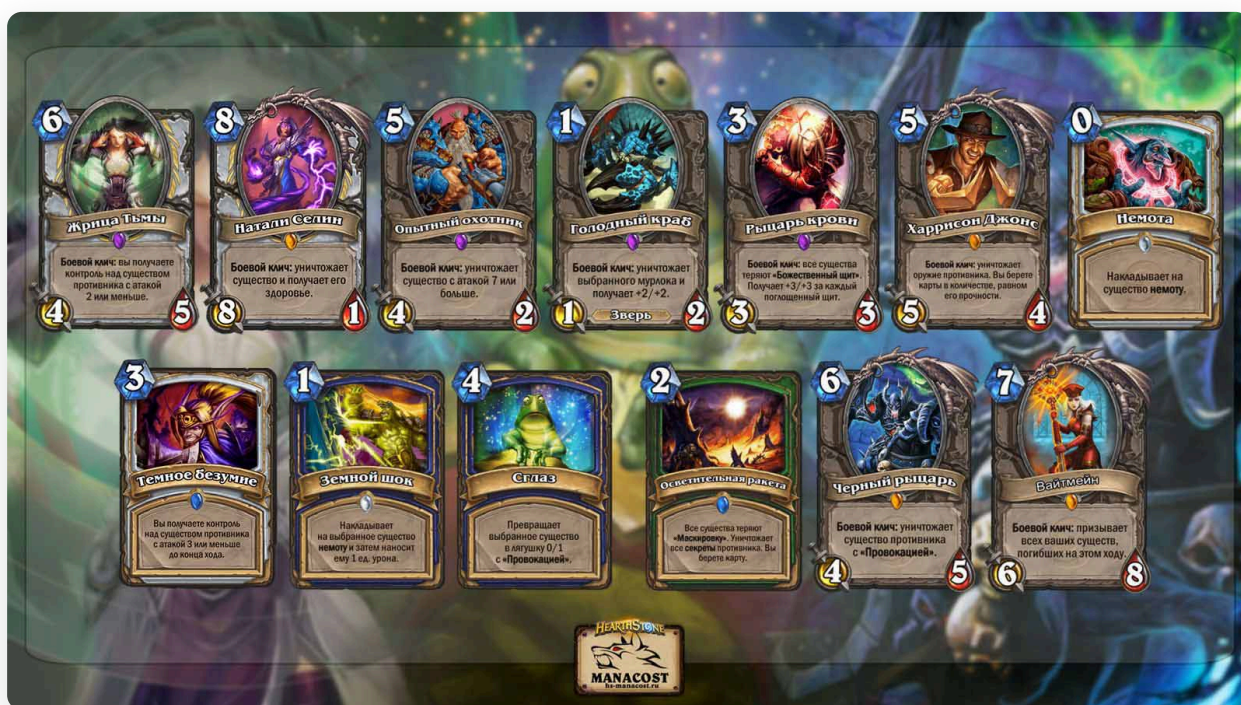 6
Жрица Тьмы
Боевой клич: вы получаете
контроль над существом
противника с атакой
2 или меньше.
4
5
8
Натали Селин
Боевой клич: уничтожает
существо и получает его
здоровье.
8
1
5
Опытный охотник
Боевой клич: уничтожает
существо с атакой 7 или
больше.
4
2
1
Голодный краб
Боевой клич: уничтожает
выбранного мурлока и
получает +2/+2.
Зверь
1
2
3
Рыцарь крови
Боевой клич: все существа
теряют «Божественный щит».
Получает +3/+3 за каждый
поглощенный щит.
3
3
5
Харрисон Джонс
Боевой клич: уничтожает
оружие противника. Вы берете
карты в количестве, равном
его прочности.
5
4
0
Немота
Накладывает на
существо немоту.
3
Темное безумие
Вы получаете контроль
над существом противника
с атакой 3 или меньше
до конца хода.
1
Земной шок
Накладывает
на выбранное существо
немоту и затем наносит
ему 1 ед. урона.
4
Сглаз
Превращает
выбранное существо
в лягушку 0/1
с «Провокацией».
2
Осветительная ракета
Все существа теряют
«Маскировку». Уничтожает
все секреты противника. Вы
берете карту.
6
Черный рыцарь
Боевой клич: уничтожает
существо противника
с «Провокацией».
4
5
7
Вайтмейн
Боевой клич: призывает
всех ваших существ,
погибших на этом ходу.
6
8
HEARTHSTONE
MANACOST
hs-manacost.ru